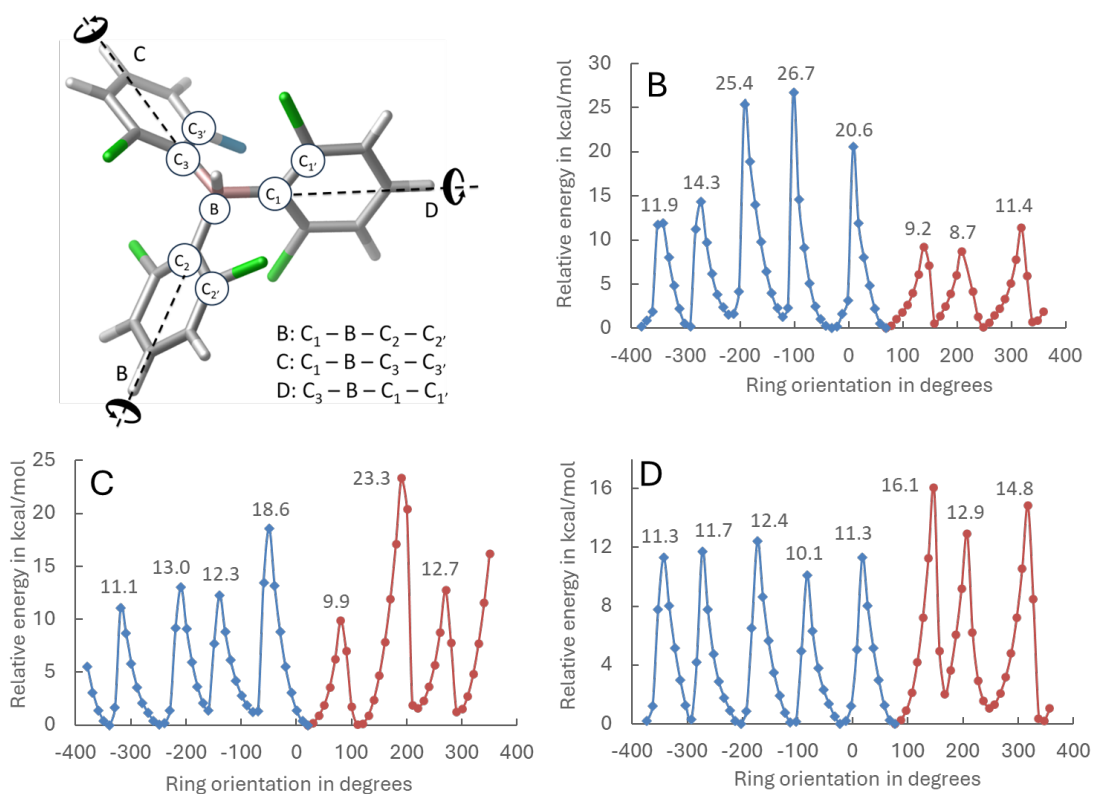 C
C₃′
C₃
C₁′
C₁
D
B
C₂
C₂′
B
B: C₁ – B – C₂ – C₂′
C: C₁ – B – C₃ – C₃′
D: C₃ – B – C₁ – C₁′
B
Relative energy in kcal/mol
30
25
20
15
10
5
0
11.9
14.3
25.4
26.7
20.6
9.2
8.7
11.4
-400 -300 -200 -100 0 100 200 300 400
Ring orientation in degrees
C
Relative energy in kcal/mol
25
20
15
10
5
0
11.1
13.0
12.3
18.6
9.9
23.3
12.7
-400 -300 -200 -100 0 100 200 300 400
Ring orientation in degrees
D
Relative energy in kcal/mol
16
12
8
4
0
11.3
11.7
12.4
10.1
11.3
16.1
12.9
14.8
-400 -300 -200 -100 0 100 200 300 400
Ring orientation in degrees